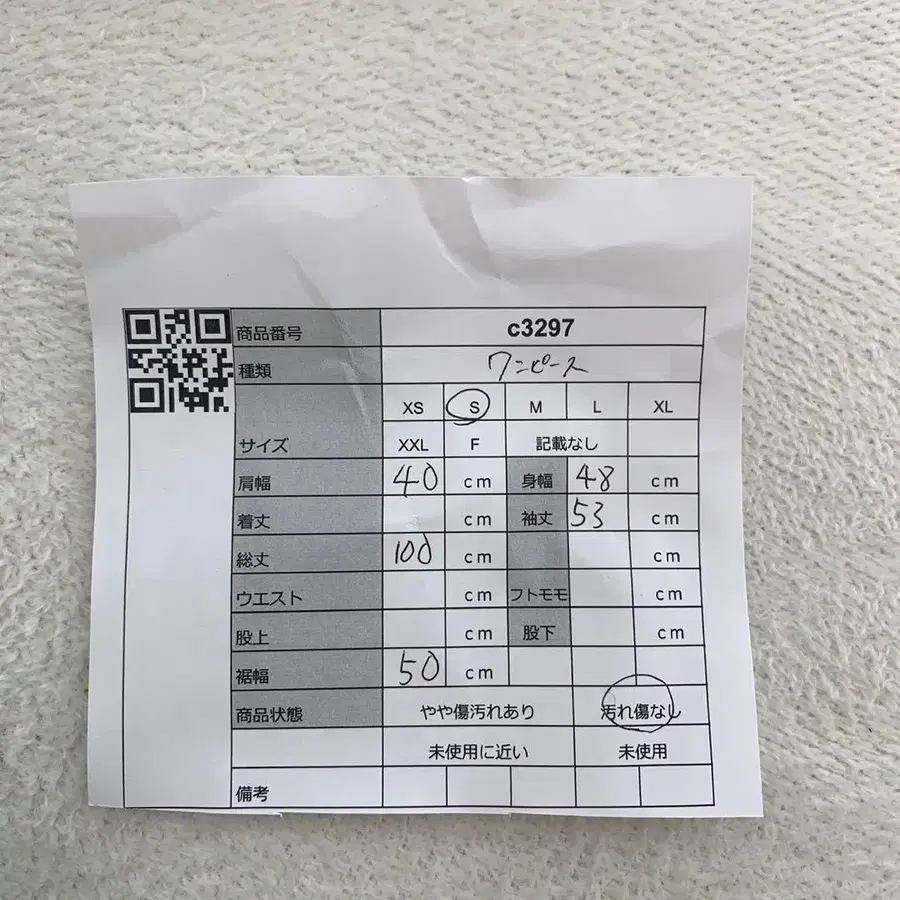 商品番号 c3297
種類 ワンピース
XS S M L XL
サイズ XXL F 記載なし
肩幅 40 cm 身幅 48 cm
着丈 cm 袖丈 53 cm
総丈 100 cm cm
ウエスト cm フトモモ cm
股上 cm 股下 cm
裾幅 50 cm
商品状態 やや傷汚れあり 汚れ傷なし
未使用に近い 未使用
備考